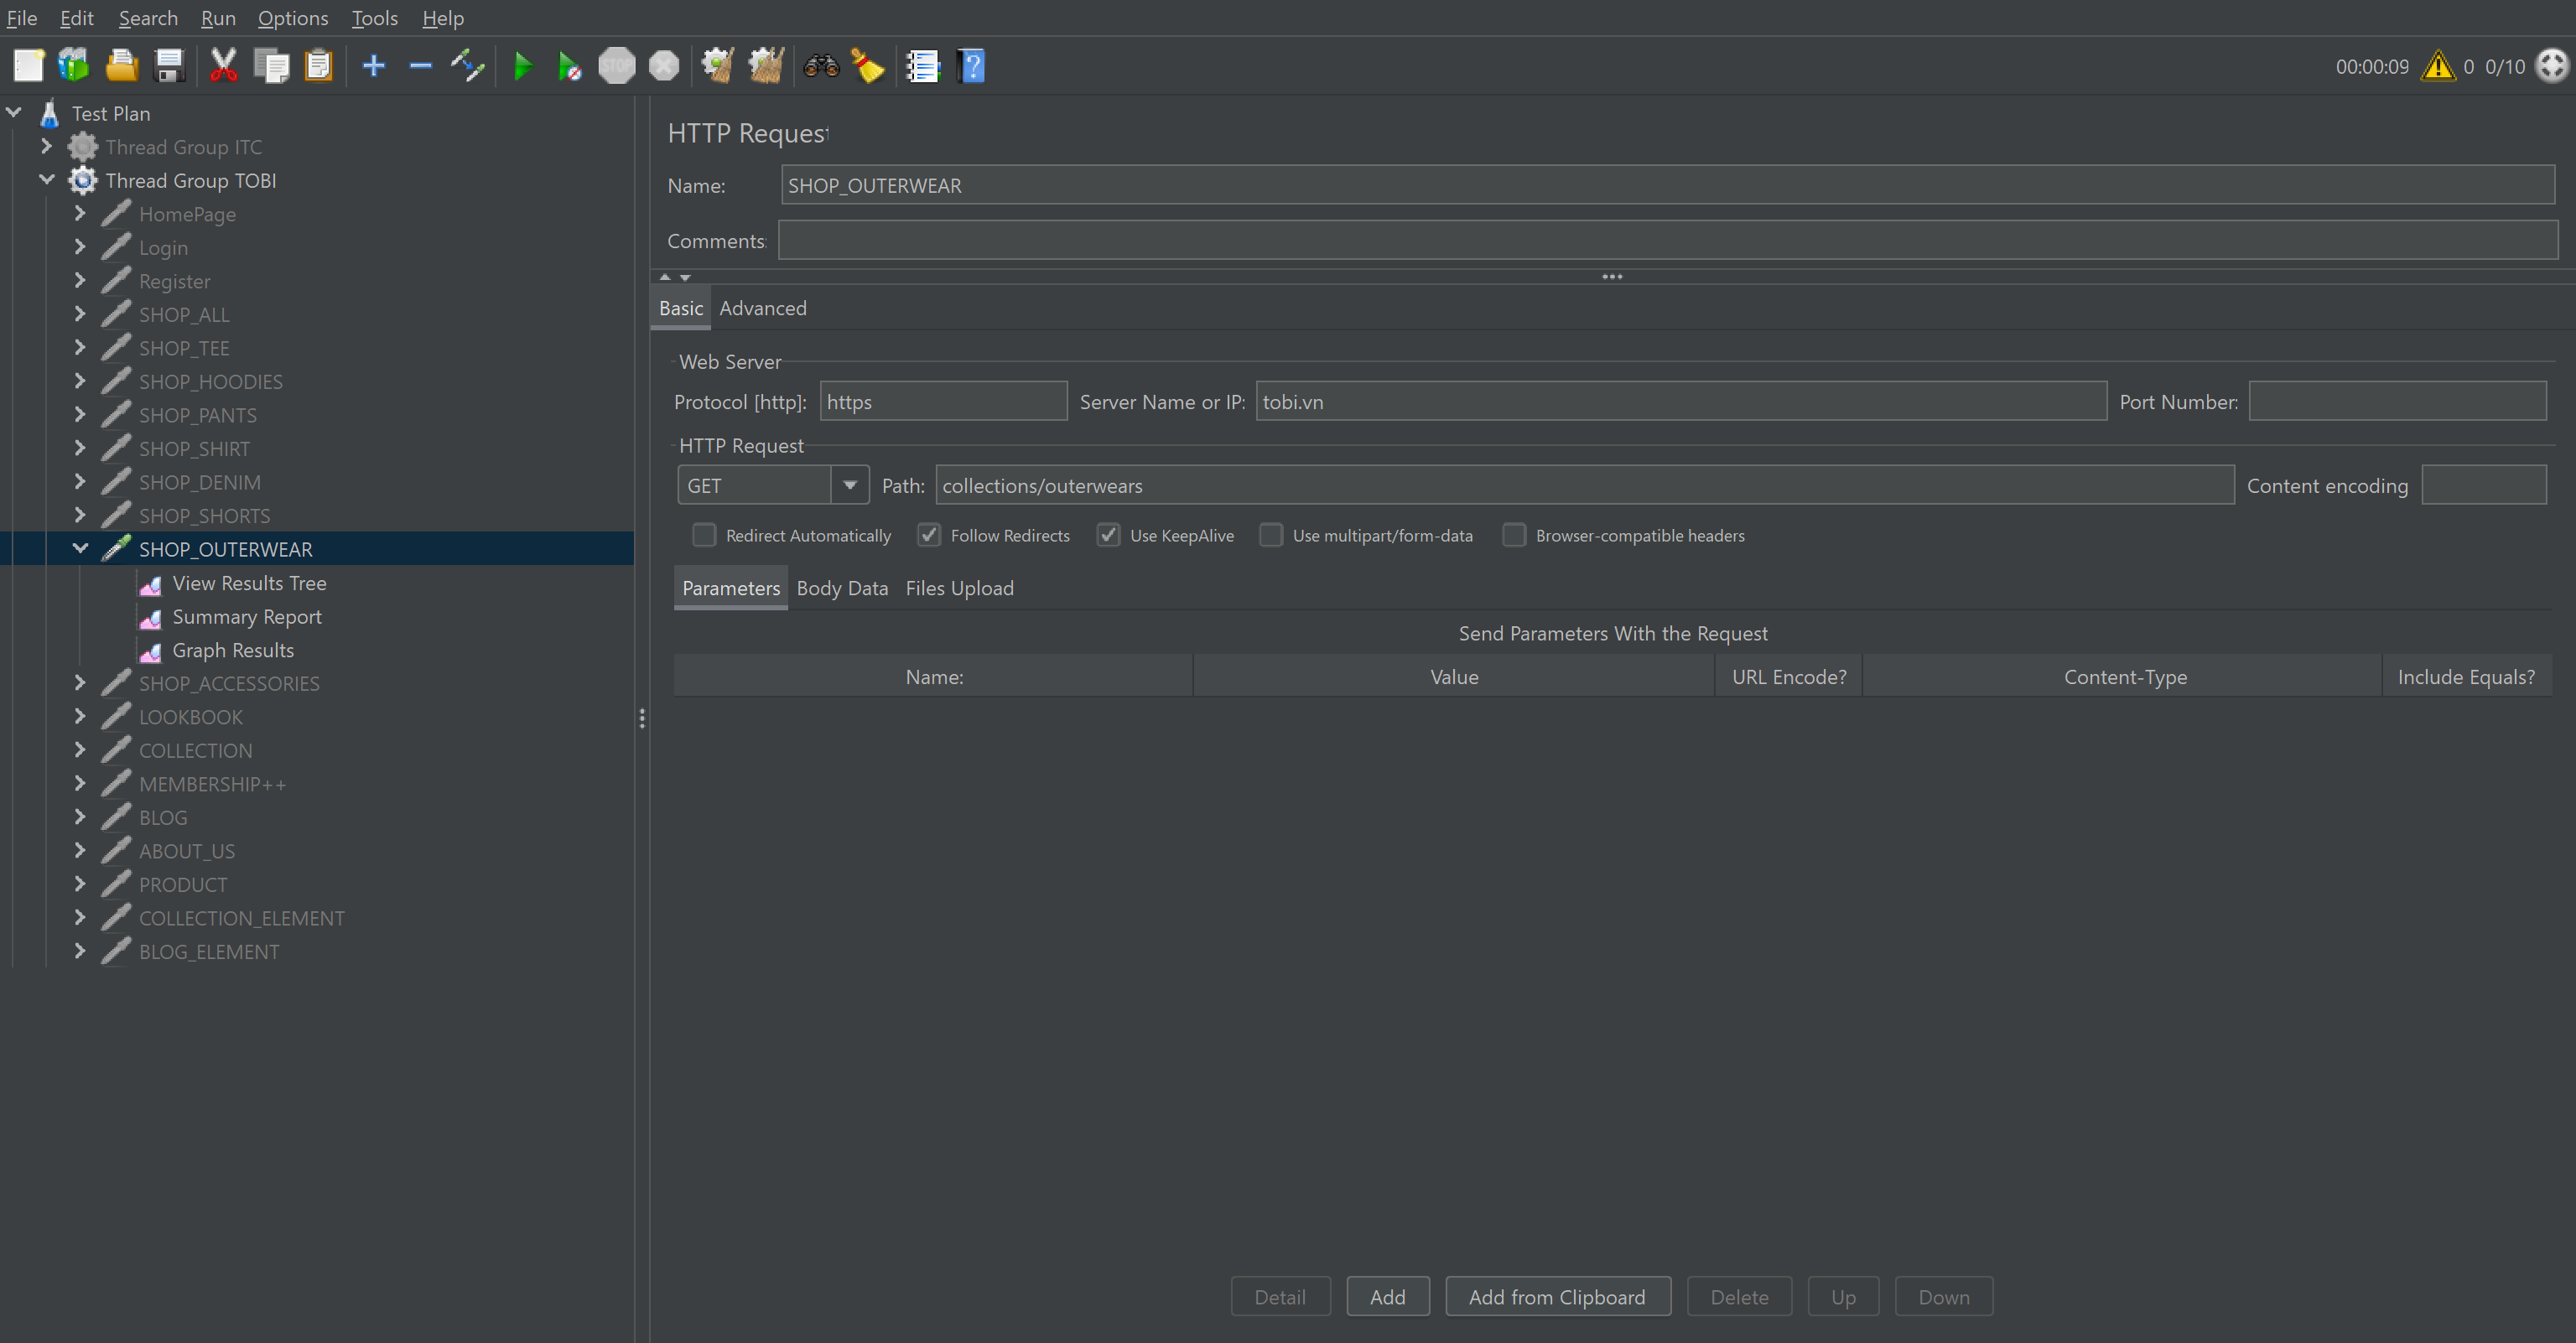 File Edit Search Run Options Tools Help
STOP
00:00:09 0 0/10
Test Plan
Thread Group ITC
Thread Group TOBI
HomePage
Login
Register
SHOP_ALL
SHOP_TEE
SHOP_HOODIES
SHOP_PANTS
SHOP_SHIRT
SHOP_DENIM
SHOP_SHORTS
SHOP_OUTERWEAR
View Results Tree
Summary Report
Graph Results
SHOP_ACCESSORIES
LOOKBOOK
COLLECTION
MEMBERSHIP++
BLOG
ABOUT_US
PRODUCT
COLLECTION_ELEMENT
BLOG_ELEMENT
HTTP Request
Name: SHOP_OUTERWEAR
Comments:
Basic Advanced
Web Server
Protocol [http]: https Server Name or IP: tobi.vn Port Number:
HTTP Request
GET Path: collections/outerwears Content encoding
Redirect Automatically Follow Redirects Use KeepAlive Use multipart/form-data Browser-compatible headers
Parameters Body Data Files Upload
Send Parameters With the Request
Name: Value URL Encode? Content-Type Include Equals?
Detail Add Add from Clipboard Delete Up Down